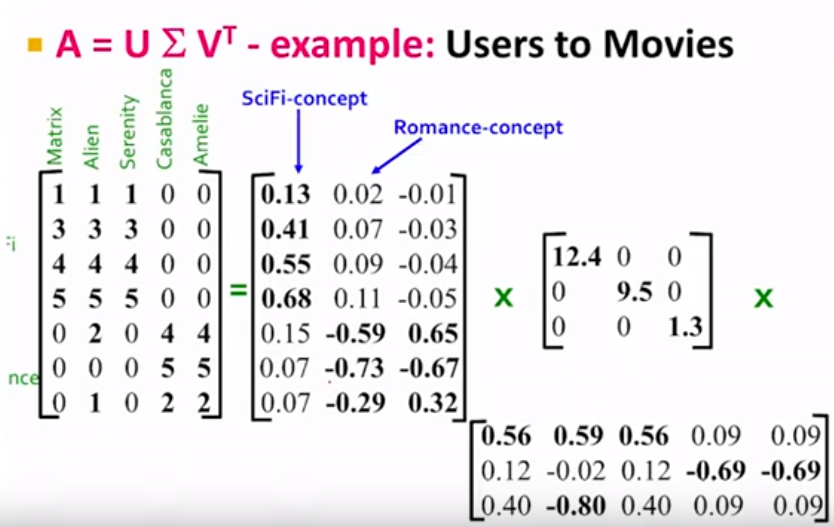 A = U Σ Vᵀ - example: Users to Movies
Matrix
Alien
Serenity
Casablanca
Amelie
SciFi-concept
Romance-concept
1 1 1 0 0
3 3 3 0 0
4 4 4 0 0
5 5 5 0 0
0 2 0 4 4
0 0 0 5 5
0 1 0 2 2
=
0.13 0.02 -0.01
0.41 0.07 -0.03
0.55 0.09 -0.04
0.68 0.11 -0.05
0.15 -0.59 0.65
0.07 -0.73 -0.67
0.07 -0.29 0.32
x
12.4 0 0
0 9.5 0
0 0 1.3
x
0.56 0.59 0.56 0.09 0.09
0.12 -0.02 0.12 -0.69 -0.69
0.40 -0.80 0.40 0.09 0.09
nce